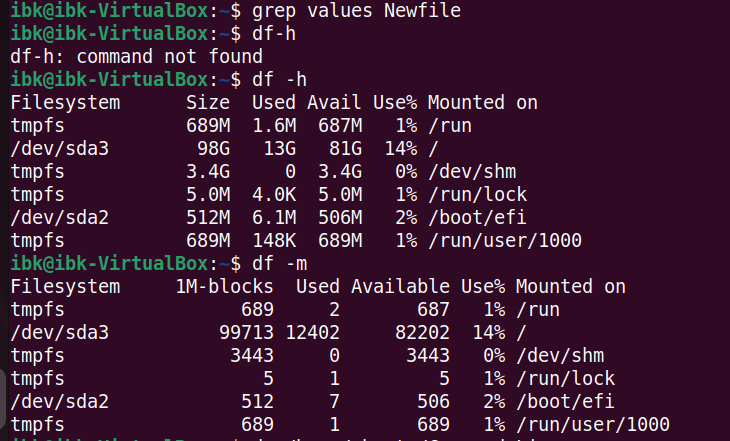 ibk@ibk-VirtualBox:~$ grep values Newfile
ibk@ibk-VirtualBox:~$ df-h
df-h: command not found
ibk@ibk-VirtualBox:~$ df -h
Filesystem      Size  Used Avail Use% Mounted on
tmpfs           689M  1.6M  687M   1% /run
/dev/sda3        98G   13G   81G  14% /
tmpfs           3.4G     0  3.4G   0% /dev/shm
tmpfs           5.0M  4.0K  5.0M   1% /run/lock
/dev/sda2       512M  6.1M  506M   2% /boot/efi
tmpfs           689M  148K  689M   1% /run/user/1000
ibk@ibk-VirtualBox:~$ df -m
Filesystem     1M-blocks  Used Available Use% Mounted on
tmpfs                689     2       687   1% /run
/dev/sda3          99713 12402     82202  14% /
tmpfs               3443     0      3443   0% /dev/shm
tmpfs                  5     1         5   1% /run/lock
/dev/sda2            512     7       506   2% /boot/efi
tmpfs                689     1       689   1% /run/user/1000
ibk@ibk-VirtualBox:~$